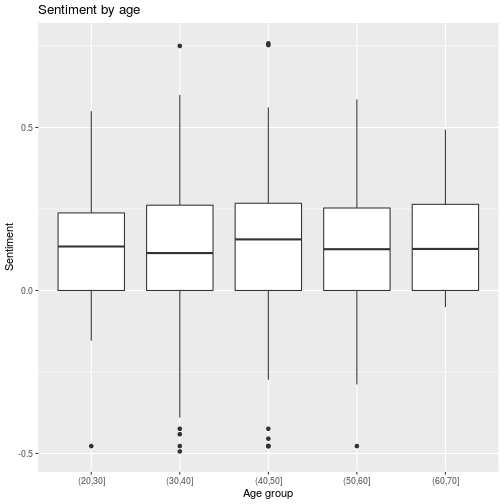 Sentiment by age
Sentiment
0.5
0.0
-0.5
(20,30] (30,40] (40,50] (50,60] (60,70]
Age group